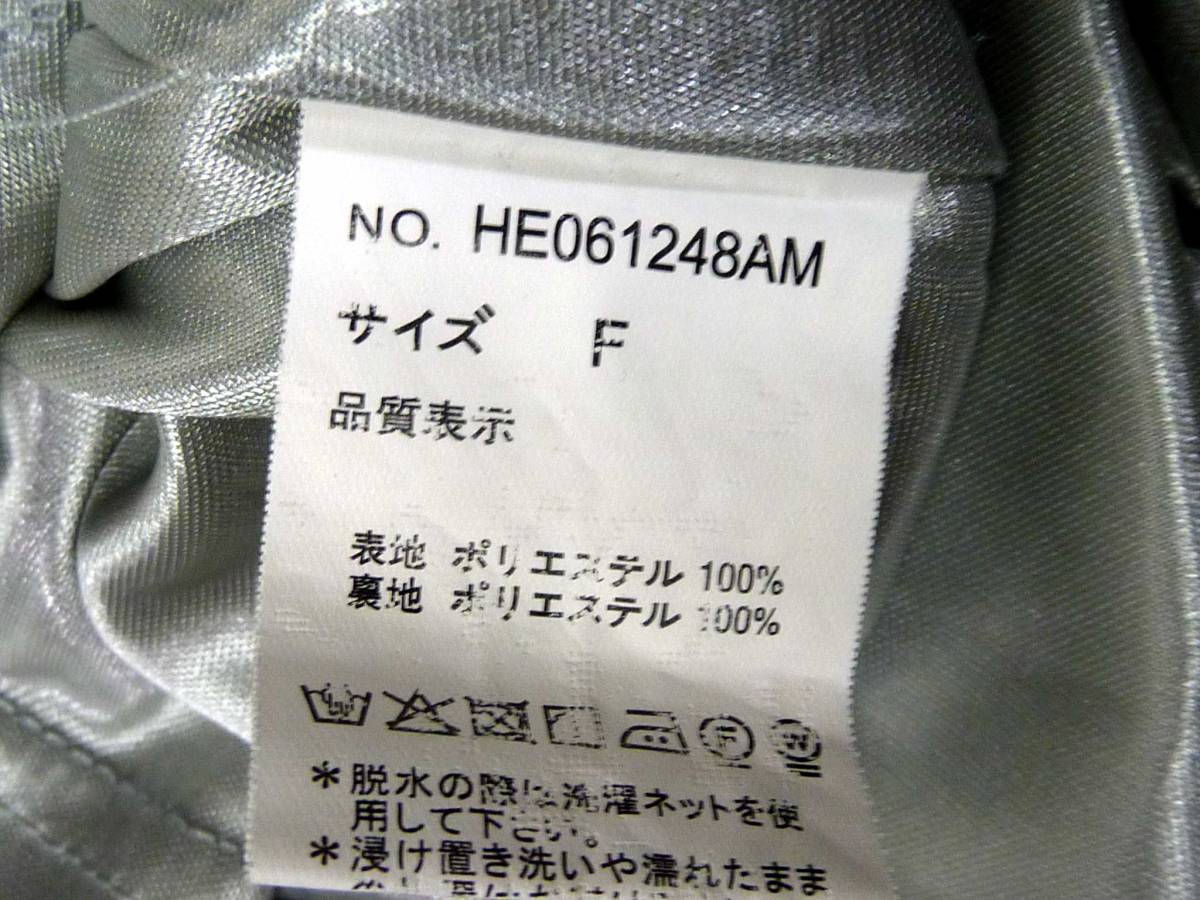 NO. HE061248AM
サイズ F
品質表示
表地 ポリエステル 100%
裏地 ポリエステル 100%
＊脱水の際は洗濯ネットを使
用して下さい。
＊浸け置き洗いや濡れたまま